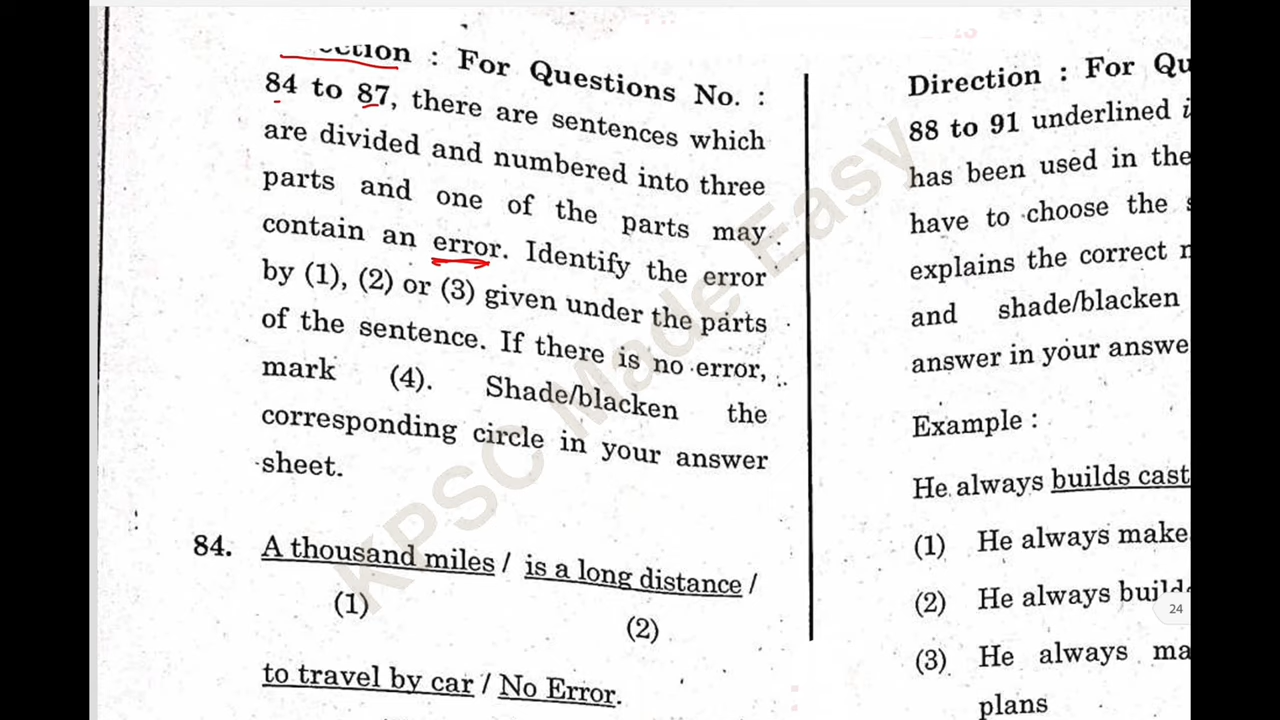 : For Questions No. :
84 to 87, there are sentences which
are divided and numbered into three
parts and one of the parts may
contain an error. Identify the error
by (1), (2) or (3) given under the parts
of the sentence. If there is no error,
mark (4). Shade/blacken the
corresponding circle in your answer
sheet.
84. A thousand miles / is a long distance /
(1)
(2)
to travel by car / No Error.
Direction : For Qu
88 to 91 underlined i
has been used in the
have to choose the s
explains the correct
and shade/blacken
answer in your answe
Example :
He always builds cast
(1) He always make
(2) He always build
(3) He always ma
plans
24
KPSC Made Easy